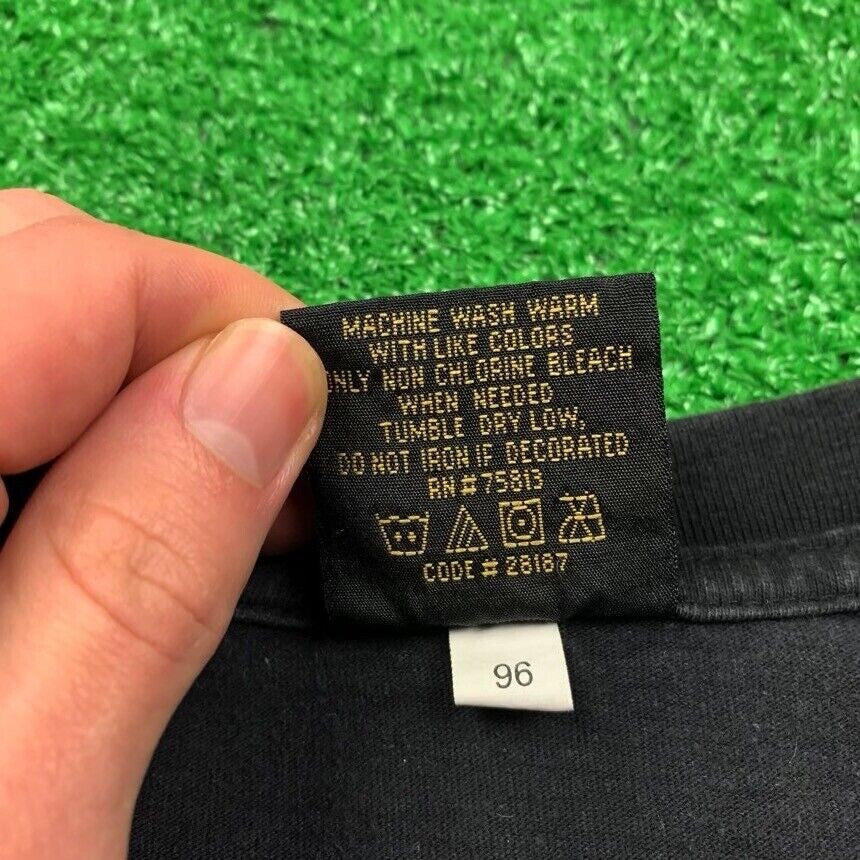 MACHINE WASH WARM
WITH LIKE COLORS
ONLY NON CHLORINE BLEACH
WHEN NEEDED
TUMBLE DRY LOW,
DO NOT IRON IF DECORATED
RN # 75813
CODE # 28187
96